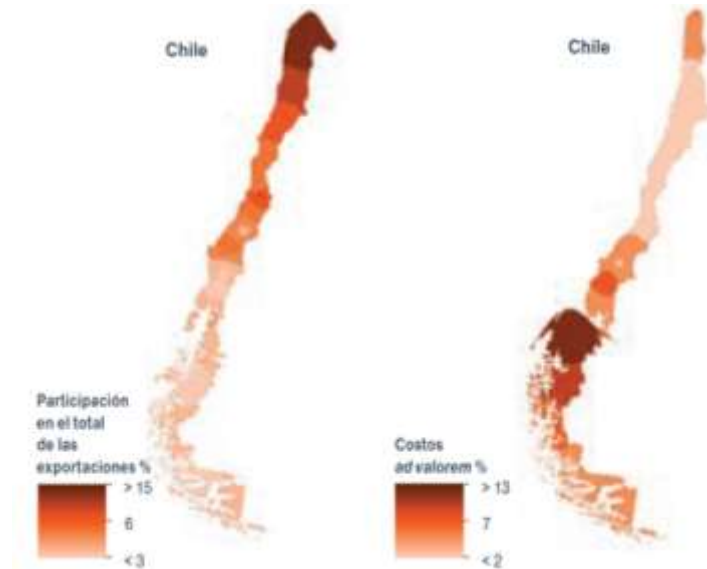 Chile
Participación
en el total
de las
exportaciones %
> 15
6
< 3
Chile
Costos
ad valorem %
> 13
7
< 2